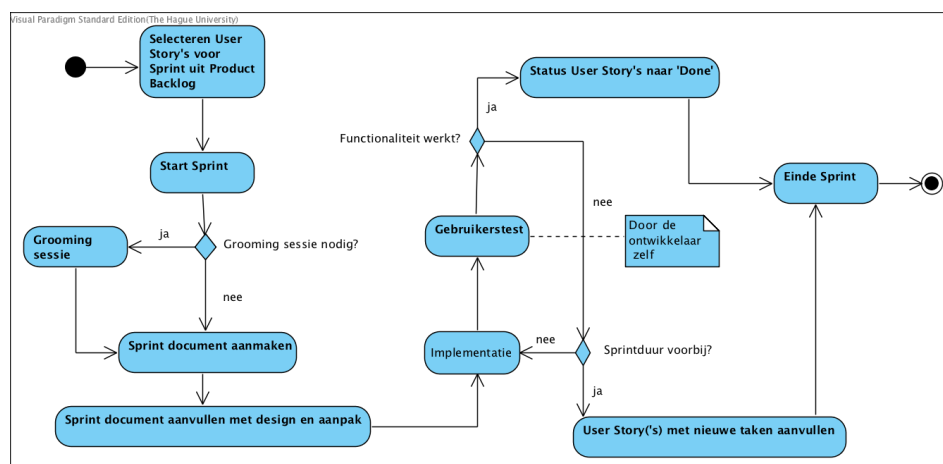 Visual Paradigm Standard Edition(The Hague University)
Selecteren User
Story's voor
Sprint uit Product
Backlog
Start Sprint
Grooming sessie nodig?
ja
Grooming
sessie
nee
Sprint document aanmaken
Sprint document aanvullen met design en aanpak
Implementatie
Gebruikerstest
Door de
ontwikkelaar
zelf
Functionaliteit werkt?
ja
Status User Story's naar 'Done'
nee
Sprintduur voorbij?
nee
ja
User Story('s) met nieuwe taken aanvullen
Einde Sprint